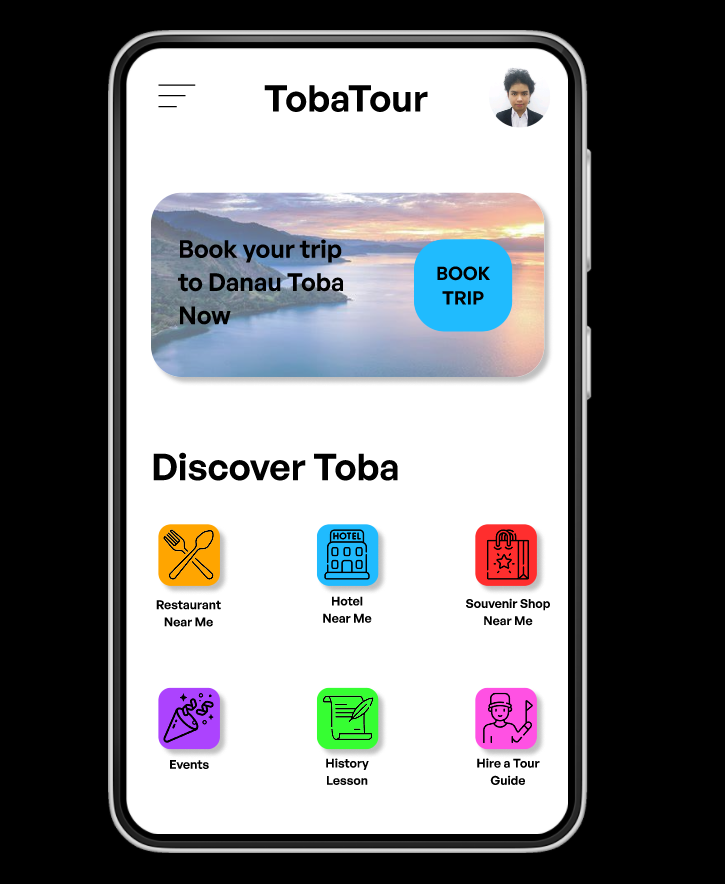 TobaTour
Book your trip
to Danau Toba
Now
BOOK
TRIP
Discover Toba
HOTEL
Restaurant
Near Me
Hotel
Near Me
Souvenir Shop
Near Me
Events
History
Lesson
Hire a Tour
Guide